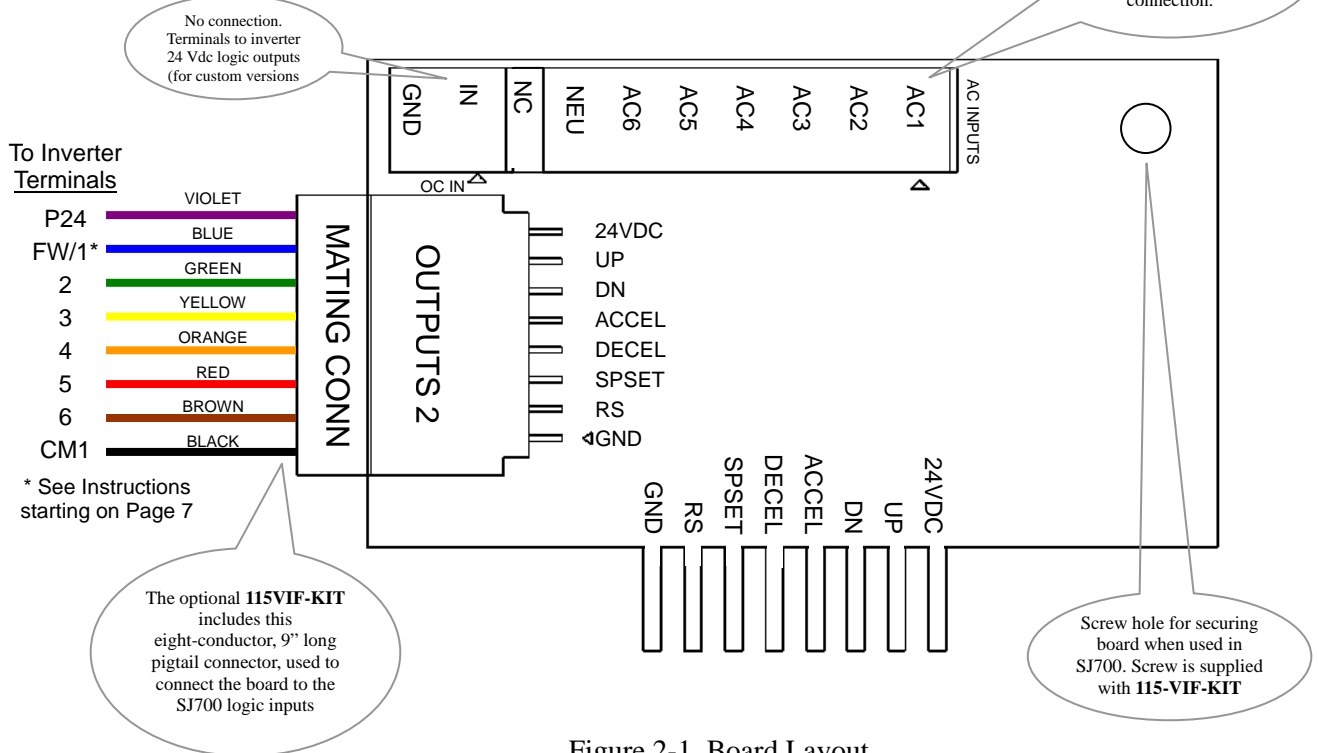 connection.
No connection.
Terminals to inverter
24 Vdc logic outputs
(for custom versions
GND
IN
NC
NEU
AC6
AC5
AC4
AC3
AC2
AC1
AC INPUTS
OC IN
To Inverter
Terminals
P24
VIOLET
FW/1*
BLUE
2
GREEN
3
YELLOW
4
ORANGE
5
RED
6
BROWN
CM1
BLACK
MATING CONN
OUTPUTS 2
24VDC
UP
DN
ACCEL
DECEL
SPSET
RS
GND
* See Instructions
starting on Page 7
GND
RS
SPSET
DECEL
ACCEL
DN
UP
24VDC
The optional 115VIF-KIT
includes this
eight-conductor, 9” long
pigtail connector, used to
connect the board to the
SJ700 logic inputs
Screw hole for securing
board when used in
SJ700. Screw is supplied
with 115-VIF-KIT
Figure 2-1. Board Layout